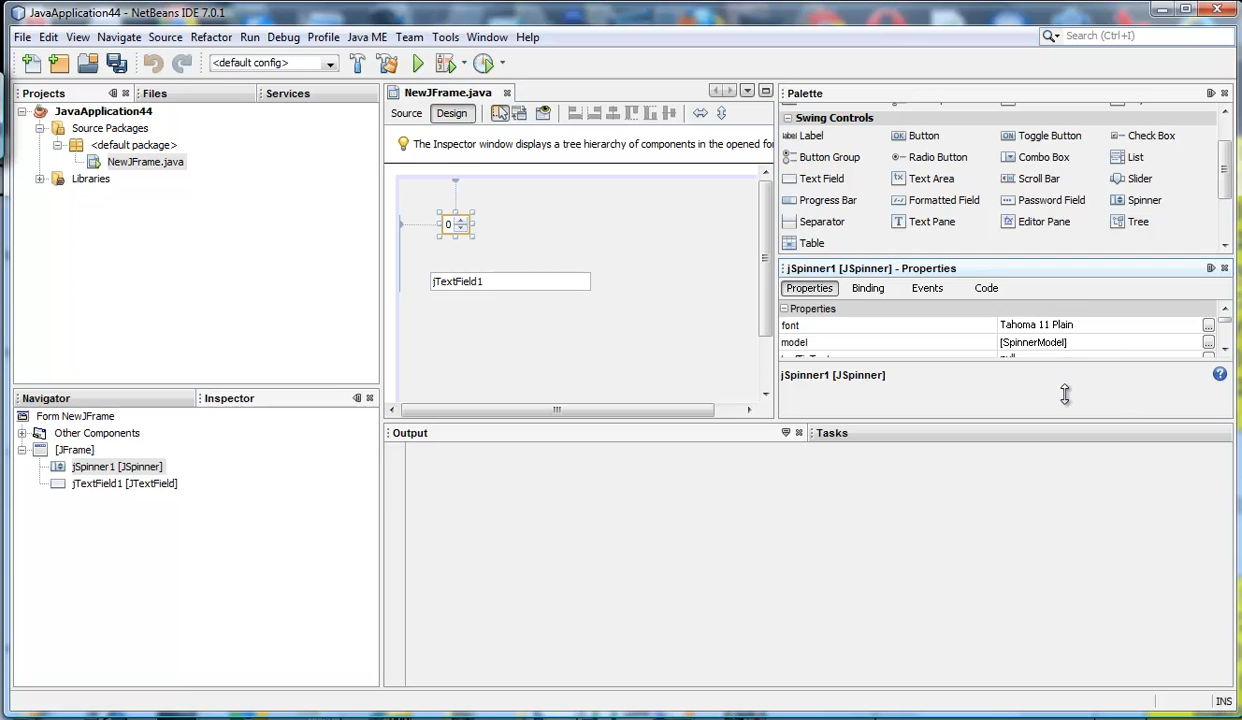 JavaApplication44 - NetBeans IDE 7.0.1
File Edit View Navigate Source Refactor Run Debug Profile Java ME Team Tools Window Help
Search (Ctrl+I)
<default config>
Projects Files Services
JavaApplication44
Source Packages
<default package>
NewJFrame.java
Libraries
NewJFrame.java
Source Design
The Inspector window displays a tree hierarchy of components in the opened for
0
jTextField1
Palette
Swing Controls
Label Button Toggle Button Check Box
Button Group Radio Button Combo Box List
Text Field Text Area Scroll Bar Slider
Progress Bar Formatted Field Password Field Spinner
Separator Text Pane Editor Pane Tree
Table
jSpinner1 [JSpinner] - Properties
Properties Binding Events Code
Properties
font Tahoma 11 Plain ...
model [SpinnerModel] ...
jSpinner1 [JSpinner]
Navigator Inspector
Form NewJFrame
Other Components
[JFrame]
jSpinner1 [JSpinner]
jTextField1 [JTextField]
Output Tasks
INS